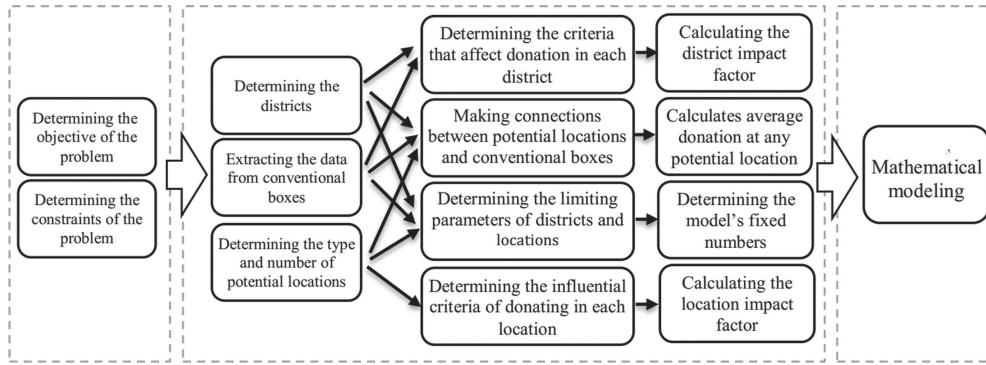 Determining the
objective of the
problem
Determining the
constraints of the
problem
Determining the
districts
Extracting the data
from conventional
boxes
Determining the type
and number of
potential locations
Determining the criteria
that affect donation in each
district
Making connections
between potential locations
and conventional boxes
Determining the limiting
parameters of districts and
locations
Determining the influential
criteria of donating in each
location
Calculating the
district impact
factor
Calculates average
donation at any
potential location
Determining the
model's fixed
numbers
Calculating the
location impact
factor
Mathematical
modeling